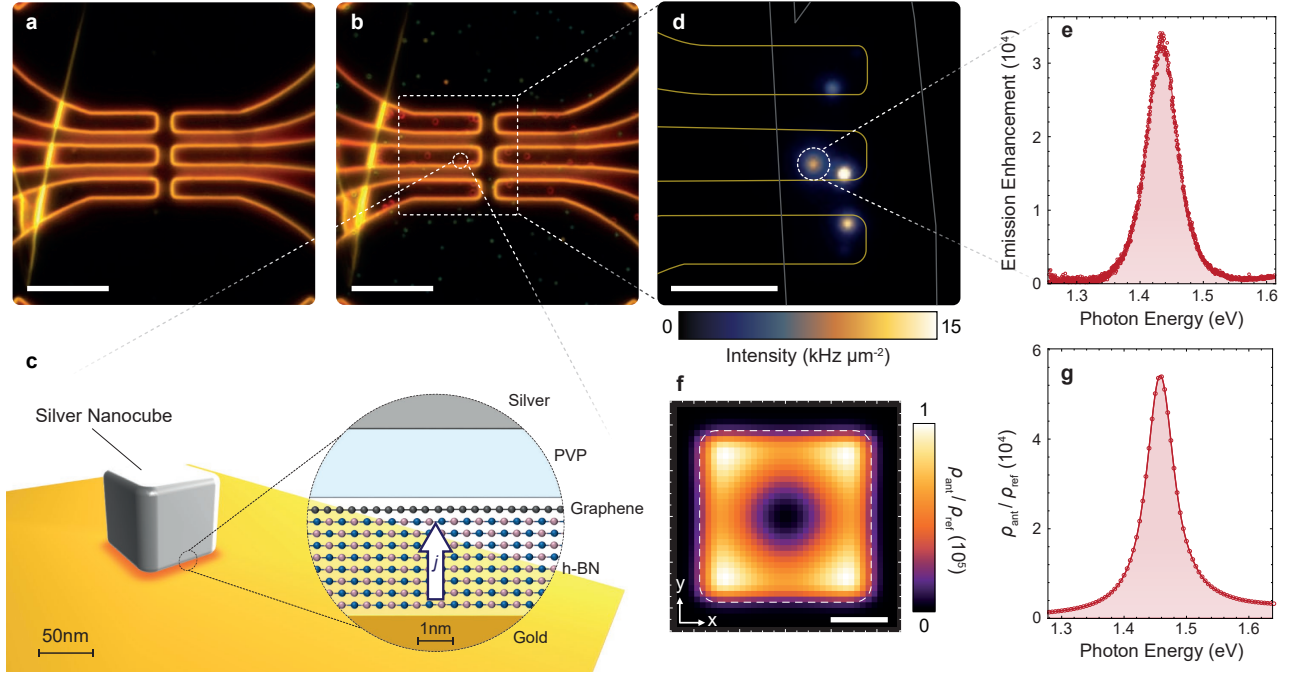 a
b
d
e
Emission Enhancement (10⁴)
3
2
1
0
1.3
1.4
1.5
1.6
Photon Energy (eV)
0
15
Intensity (kHz μm⁻²)
c
Silver Nanocube
50nm
Silver
PVP
Graphene
h-BN
j
1nm
Gold
f
y
x
1
ρant / ρref (10⁵)
0
g
ρant / ρref (10⁴)
6
4
2
0
1.3
1.4
1.5
1.6
Photon Energy (eV)